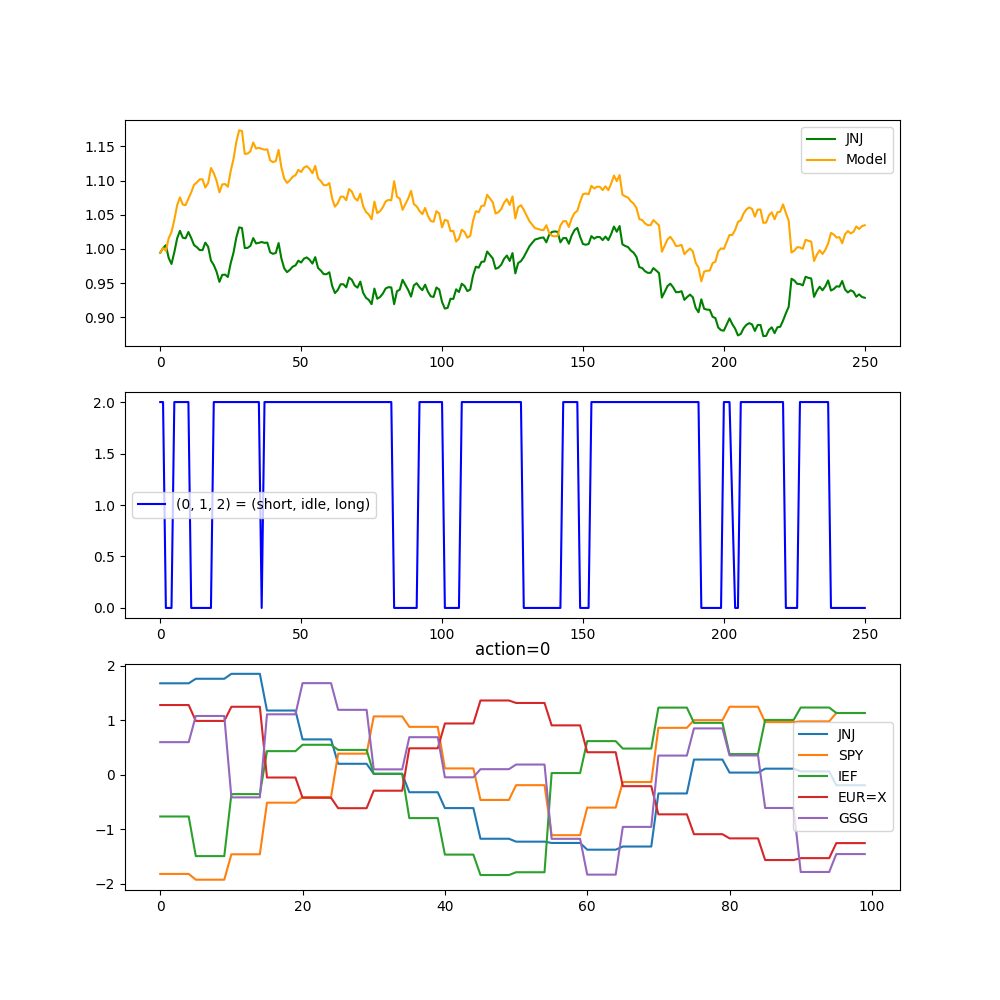 1.15
1.10
1.05
1.00
0.95
0.90
JNJ
Model
0 50 100 150 200 250
2.0
1.5
1.0
0.5
0.0
(0, 1, 2) = (short, idle, long)
0 50 100 150 200 250
action=0
2
1
0
−1
−2
JNJ
SPY
IEF
EUR=X
GSG
0 20 40 60 80 100